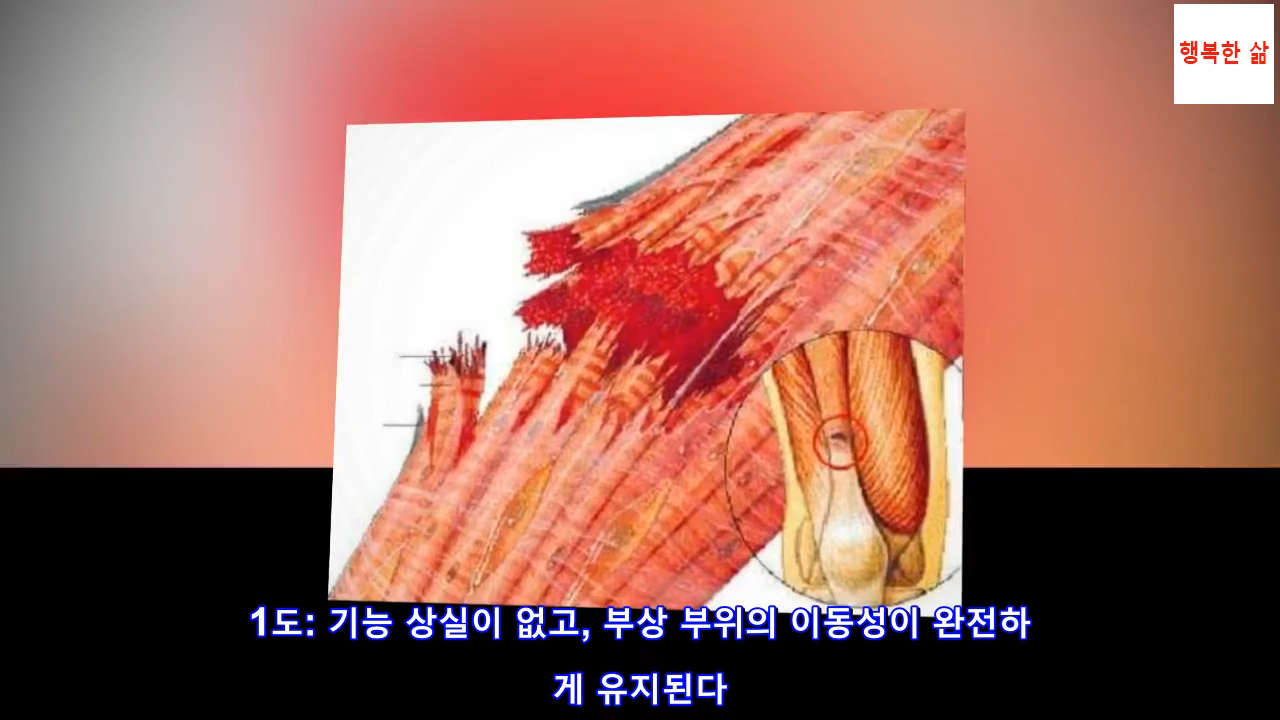 행복한 삶
1도: 기능 상실이 없고, 부상 부위의 이동성이 완전하
게 유지된다